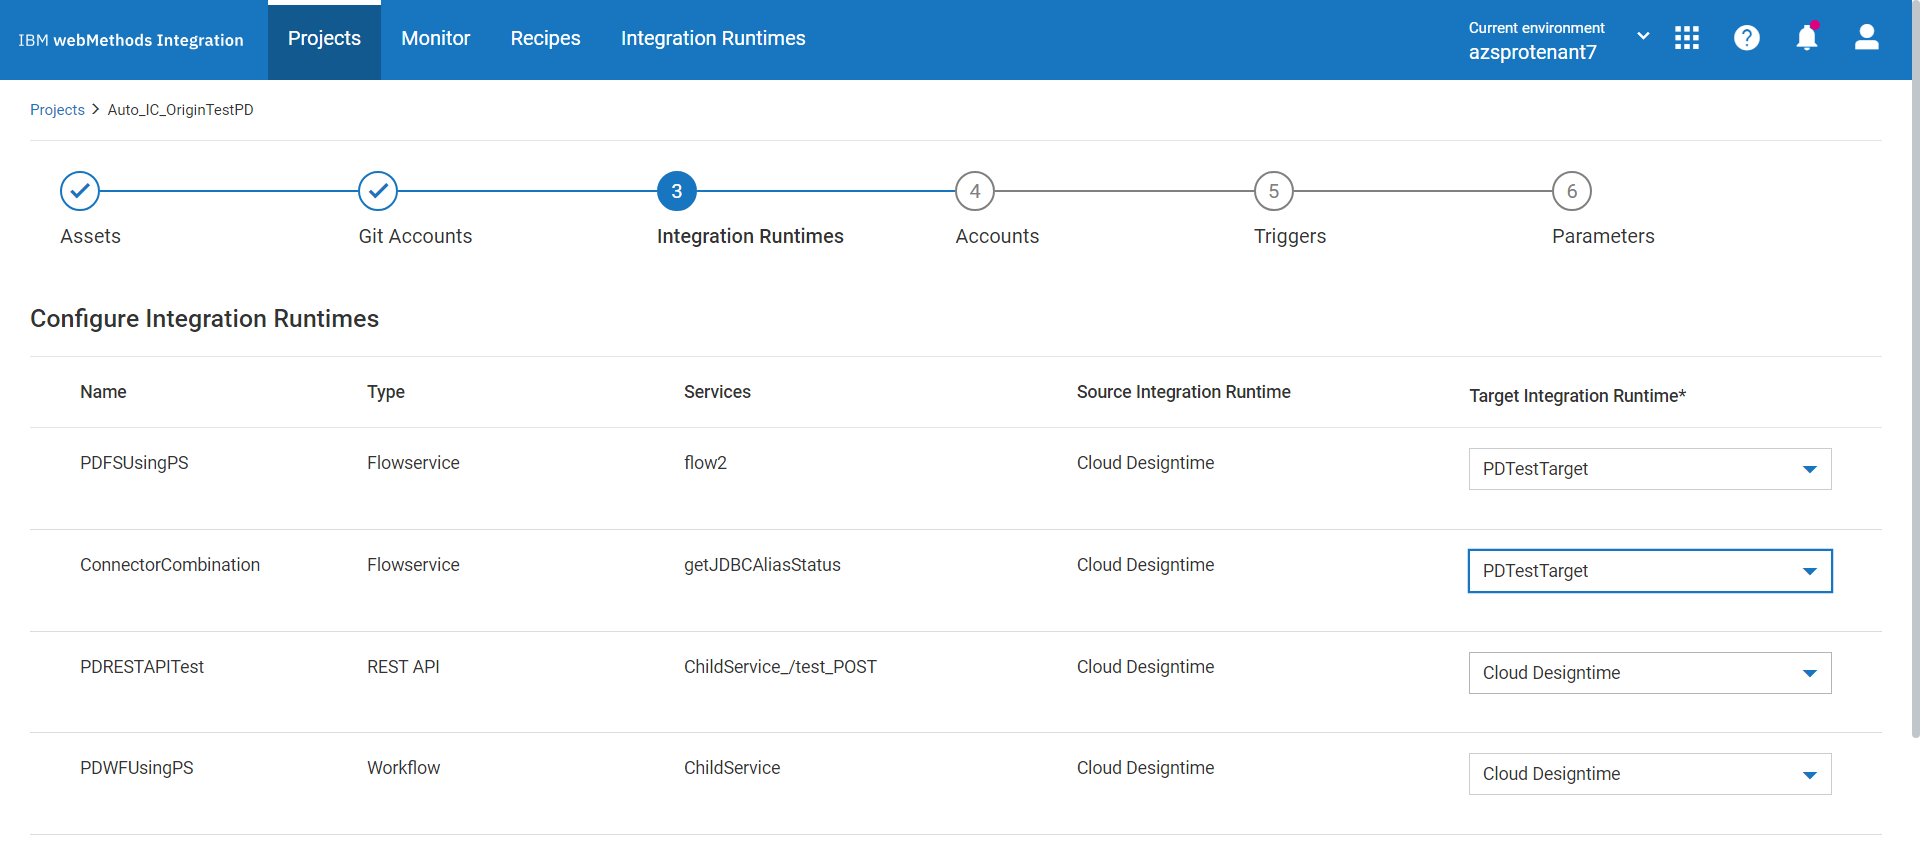 IBM webMethods Integration
Projects
Monitor
Recipes
Integration Runtimes
Current environment
azsprotenant7
Projects > Auto_IC_OriginTestPD
3
4
5
6
Assets
Git Accounts
Integration Runtimes
Accounts
Triggers
Parameters
Configure Integration Runtimes
Name Type Services Source Integration Runtime Target Integration Runtime*
PDFSUsingPS Flowservice flow2 Cloud Designtime PDTestTarget
ConnectorCombination Flowservice getJDBCAliasStatus Cloud Designtime PDTestTarget
PDRESTAPITest REST API ChildService_/test_POST Cloud Designtime Cloud Designtime
PDWFUsingPS Workflow ChildService Cloud Designtime Cloud Designtime